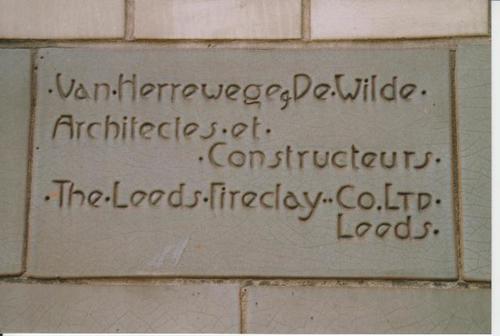 ·Van·Herrewege & De·Wilde·
Architectes·et·
·Constructeurs·
·The·Leeds·Fireclay··Co.LTD·
Leeds·